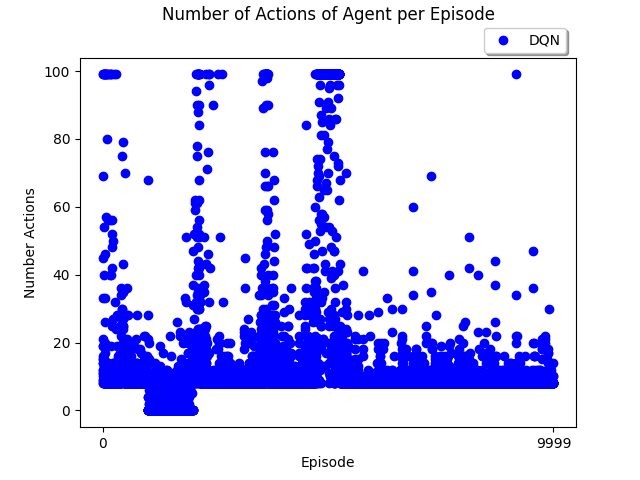 Number of Actions of Agent per Episode
DQN
100
80
60
40
20
0
Number Actions
0
9999
Episode